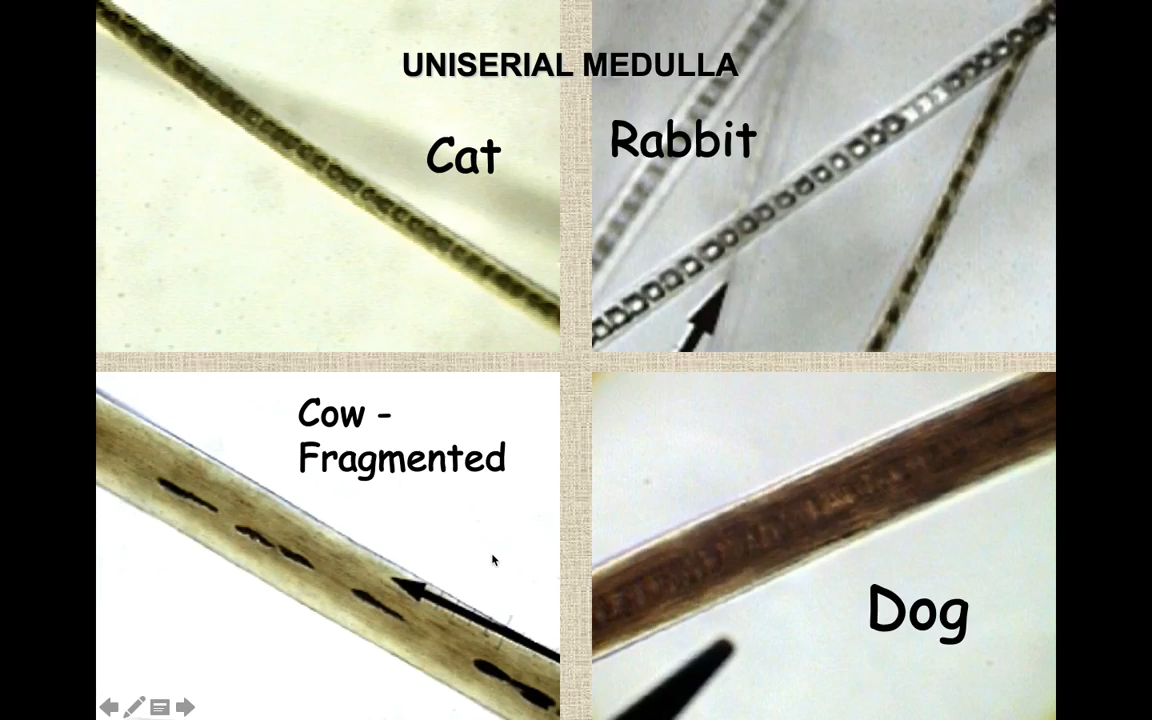 UNISERIAL MEDULLA
Cat
Rabbit
Cow -
Fragmented
Dog